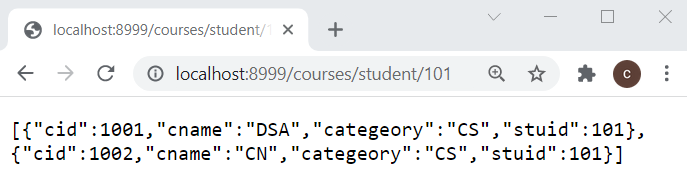 localhost:8999/courses/student/1
localhost:8999/courses/student/101
c
[{"cid":1001,"cname":"DSA","categeory":"CS","stuid":101},
{"cid":1002,"cname":"CN","categeory":"CS","stuid":101}]